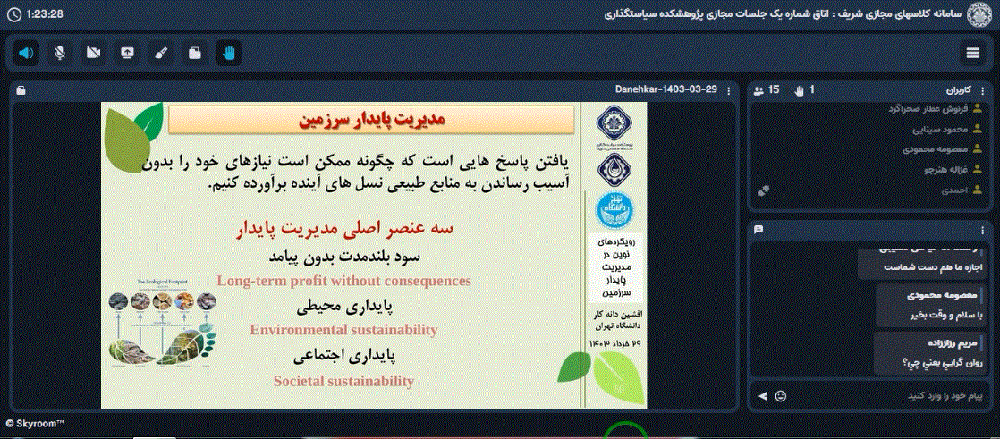 1:23:28
سامانه کلاسهای مجازی شریف : اتاق شماره یک جلسات مجازی پژوهشکده سیاستگذاری
Danehkar-1403-03-29
مدیریت پایدار سرزمین
یافتن پاسخ هایی است که چگونه ممکن است نیازهای خود را بدون
آسیب رساندن به منابع طبیعی نسل های آینده برآورده کنیم.
سه عنصر اصلی مدیریت پایدار
سود بلندمدت بدون پیامد
Long-term profit without consequences
پایداری محیطی
Environmental sustainability
پایداری اجتماعی
Societal sustainability
The Ecological Footprint
رویکردهای
نوین در
مدیریت
پایدار
سرزمین
افشین دانه کار
دانشگاه تهران
۲۹ خرداد ۱۴۰۳
کاربران
1
15
فرنوش عطار صحراگرد
محمود سینایی
معصومه محمودی
غزاله هنرجو
احمدی
اجازه ما هم دست شماست
معصومه محمودی
با سلام و وقت بخیر
مریم رزاززاده
روان گرايي يعني چي؟
پیام خود را وارد کنید
© Skyroom™